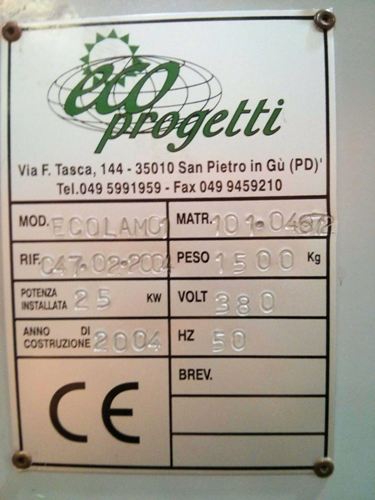 eco
progetti
Via F. Tasca, 144 - 35010 San Pietro in Gù (PD)
Tel.049 5991959 - Fax 049 9459210
MOD. ECOLAM01 MATR.
RIF. 047-02-2004 PESO 1500 Kg
POTENZA INSTALLATA 25 KW VOLT 380
ANNO DI COSTRUZIONE 2004 HZ 50
BREV.
CE